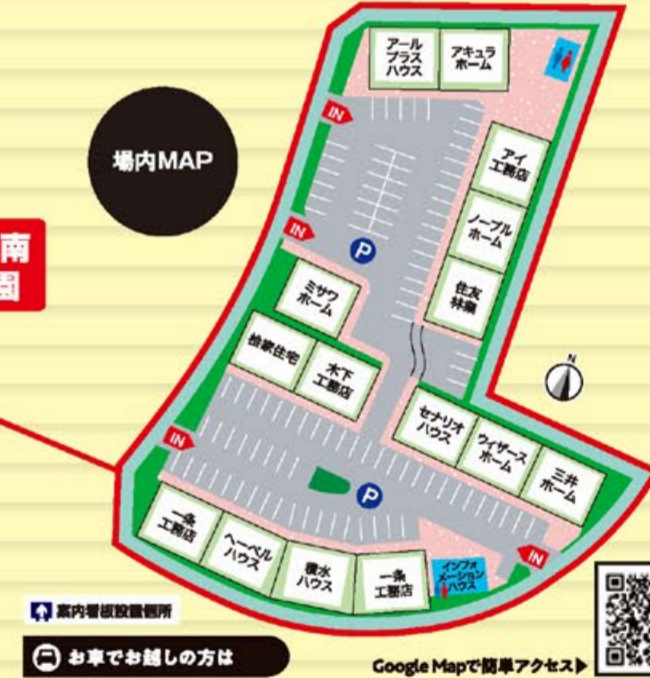 場内MAP
南
園
アール
プラス
ハウス
アキュラ
ホーム
IN
アイ
工務店
ノーブル
ホーム
住友
林業
IN
P
ミサワ
ホーム
桧家住宅
木下
工務店
N
セナリオ
ハウス
ウィザース
ホーム
三井
ホーム
IN
P
一条
工務店
ヘーベル
ハウス
積水
ハウス
一条
工務店
インフォ
メーション
ハウス
IN
案内看板設置個所
お車でお越しの方は
Google Mapで簡単アクセス▶